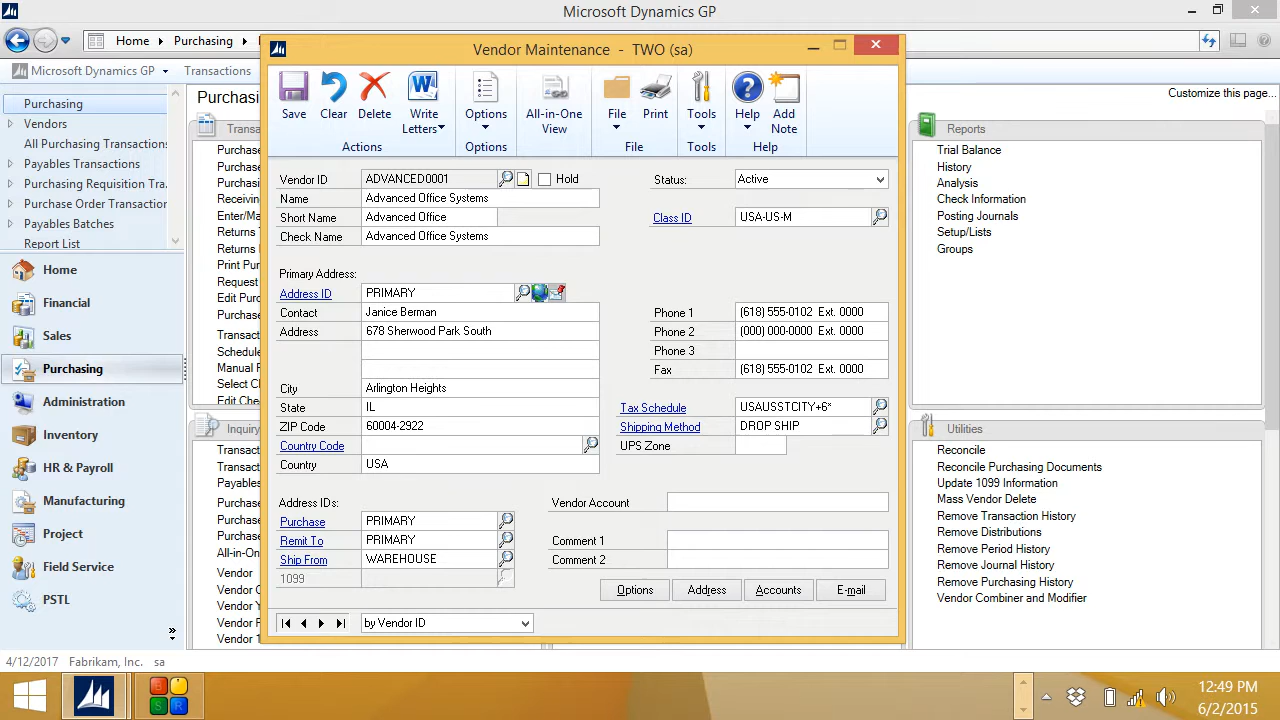 Microsoft Dynamics GP
Home
Purchasing
Microsoft Dynamics GP
Transactions
Customize this page...
Purchasing
Vendors
All Purchasing Transaction:
Payables Transactions
Purchasing Requisition Tra.
Purchase Order Transaction
Payables Batches
Report List
Home
Financial
Sales
Purchasing
Administration
Inventory
HR & Payroll
Manufacturing
Project
Field Service
PSTL
Purchasing
Transa
Purchase
Purchase
Purchasi
Receiving
Enter/Ma
Returns T
Returns I
Print Purc
Request
Edit Purc
Purchase
Transact
Schedule
Manual F
Select C
Edit Chec
Inquiry
Transact
Transact
Payables
Purchase
Purchase
Purchase
All-in-One
Vendor
Vendor C
Vendor Y
Vendor 1
Vendor Maintenance - TWO (sa)
Save
Clear
Delete
Write Letters
Actions
Options
Options
All-in-One View
File
Print
File
Tools
Tools
Help
Add Note
Help
Vendor ID ADVANCED0001 Hold
Status: Active
Name Advanced Office Systems
Short Name Advanced Office
Class ID USA-US-M
Check Name Advanced Office Systems
Primary Address:
Address ID PRIMARY
Contact Janice Berman
Phone 1 (618) 555-0102 Ext. 0000
Address 678 Sherwood Park South
Phone 2 (000) 000-0000 Ext. 0000
Phone 3
Fax (618) 555-0102 Ext. 0000
City Arlington Heights
State IL
Tax Schedule USAUSSTCITY+6*
ZIP Code 60004-2922
Shipping Method DROP SHIP
Country Code
UPS Zone
Country USA
Address IDs:
Vendor Account
Purchase PRIMARY
Remit To PRIMARY
Comment 1
Ship From WAREHOUSE
Comment 2
1099
Options Address Accounts E-mail
by Vendor ID
Reports
Trial Balance
History
Analysis
Check Information
Posting Journals
Setup/Lists
Groups
Utilities
Reconcile
Reconcile Purchasing Documents
Update 1099 Information
Mass Vendor Delete
Remove Transaction History
Remove Distributions
Remove Period History
Remove Journal History
Remove Purchasing History
Vendor Combiner and Modifier
4/12/2017 Fabrikam, Inc. sa
B S R
12:49 PM
6/2/2015